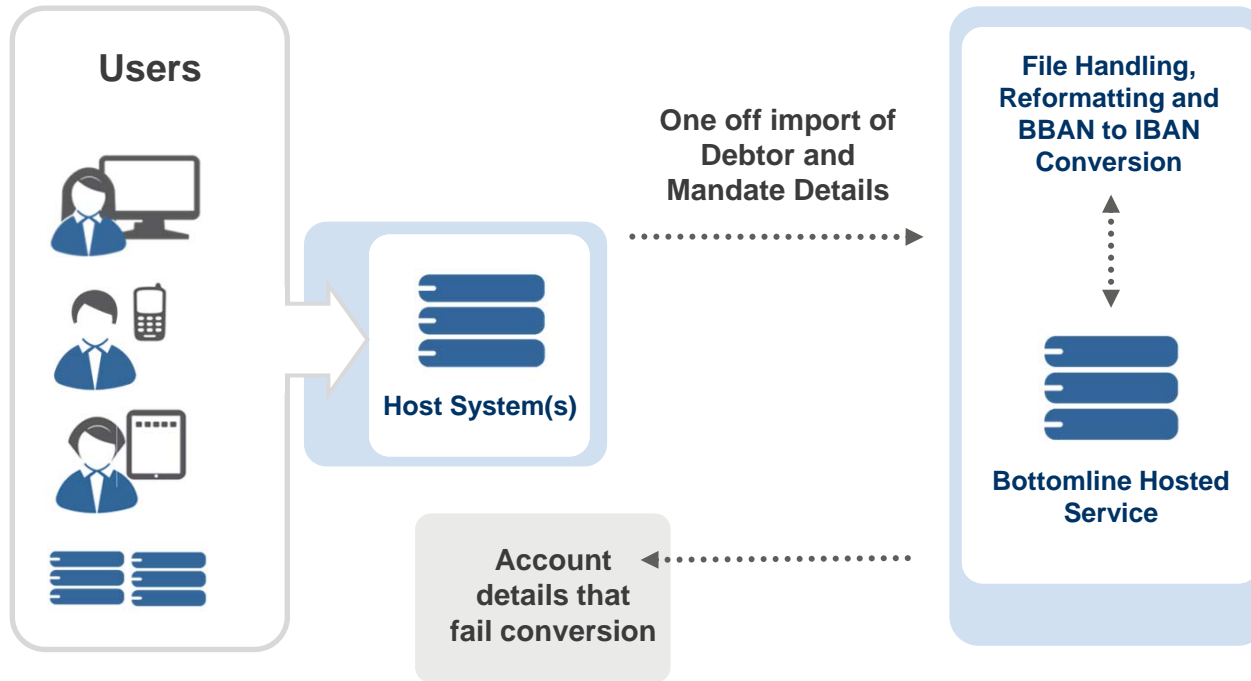 Users
One off import of
Debtor and
Mandate Details
Host System(s)
File Handling,
Reformatting and
BBAN to IBAN
Conversion
Bottomline Hosted
Service
Account
details that
fail conversion